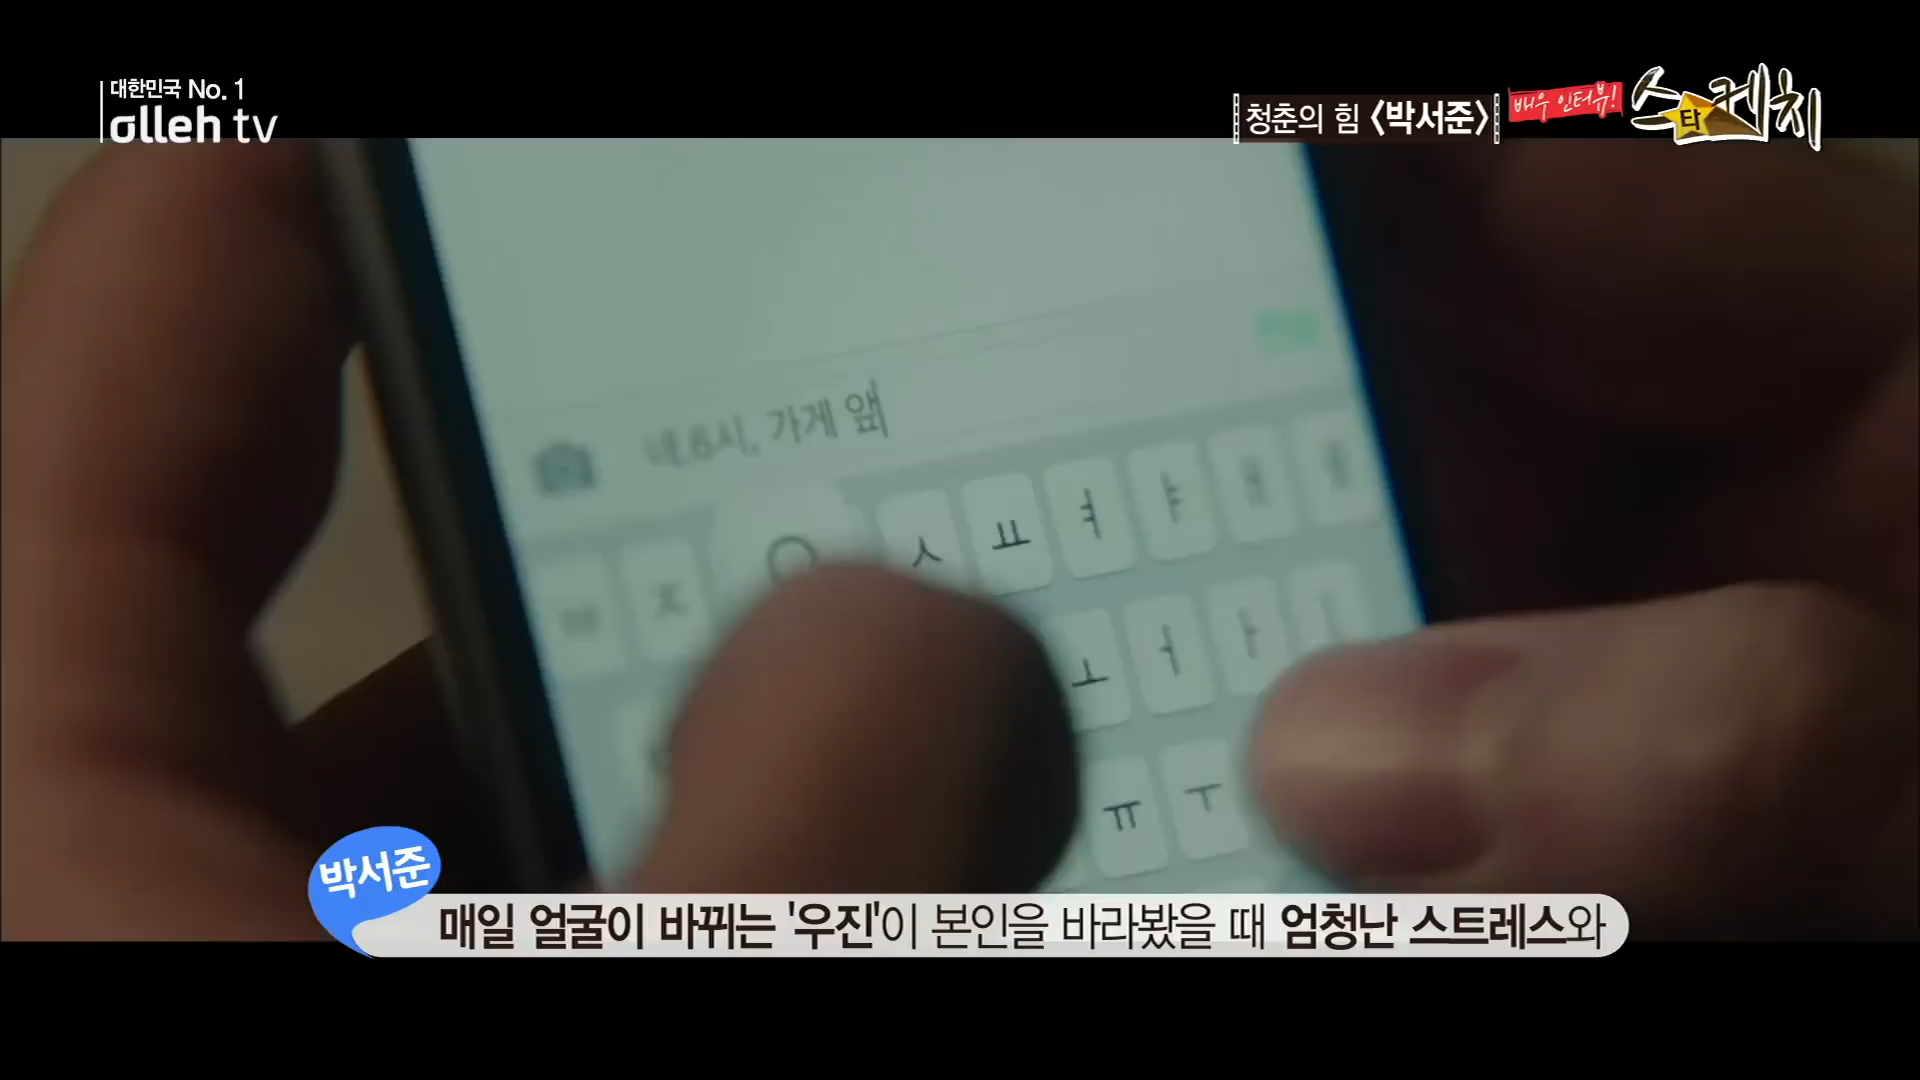 대한민국 No. 1
olleh tv
청춘의 힘 <박서준>
배우 인터뷰!
스타케치
네.6시, 가게 앞
ㅂ ㅈ ㅇ ㅅ ㅛ ㅕ ㅑ ㅐ ㅔ
ㅗ ㅓ ㅏ ㅣ
ㅠ ㅜ
박서준
매일 얼굴이 바뀌는 '우진'이 본인을 바라봤을 때 엄청난 스트레스와